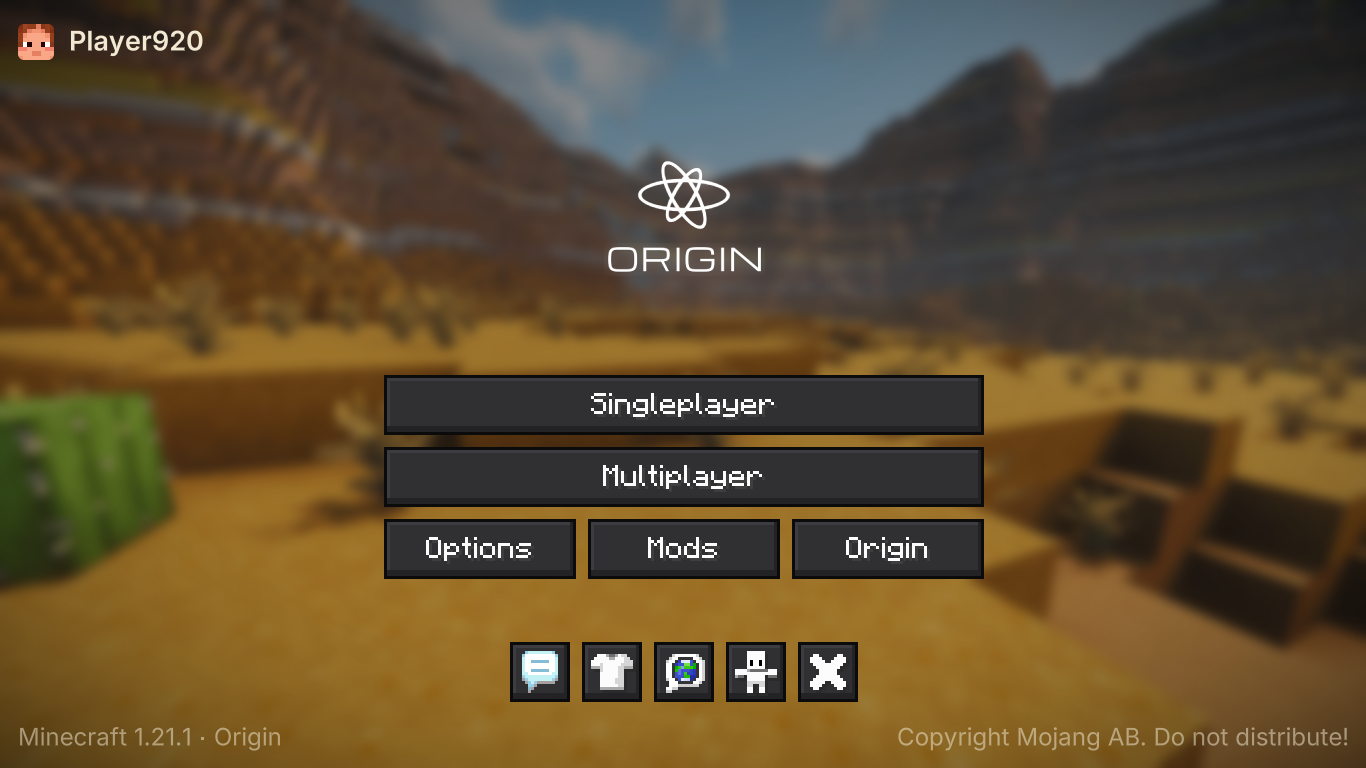 Player920
ORIGIN
Singleplayer
Multiplayer
Options
Mods
Origin
Minecraft 1.21.1 · Origin
Copyright Mojang AB. Do not distribute!